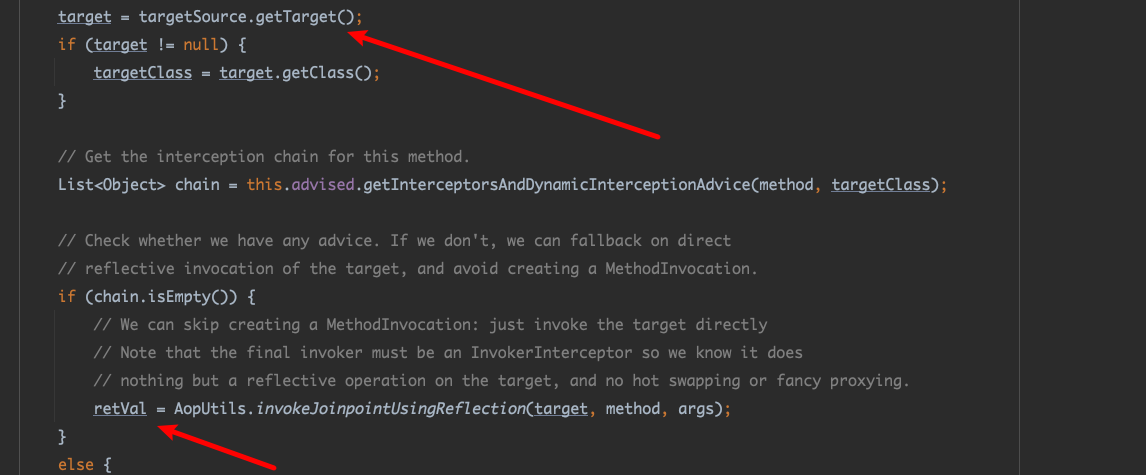 target = targetSource.getTarget();
if (target != null) {
targetClass = target.getClass();
}
// Get the interception chain for this method.
List<Object> chain = this.advised.getInterceptorsAndDynamicInterceptionAdvice(method, targetClass);
// Check whether we have any advice. If we don't, we can fallback on direct
// reflective invocation of the target, and avoid creating a MethodInvocation.
if (chain.isEmpty()) {
// We can skip creating a MethodInvocation: just invoke the target directly
// Note that the final invoker must be an InvokerInterceptor so we know it does
// nothing but a reflective operation on the target, and no hot swapping or fancy proxying.
retVal = AopUtils.invokeJoinpointUsingReflection(target, method, args);
}
else {